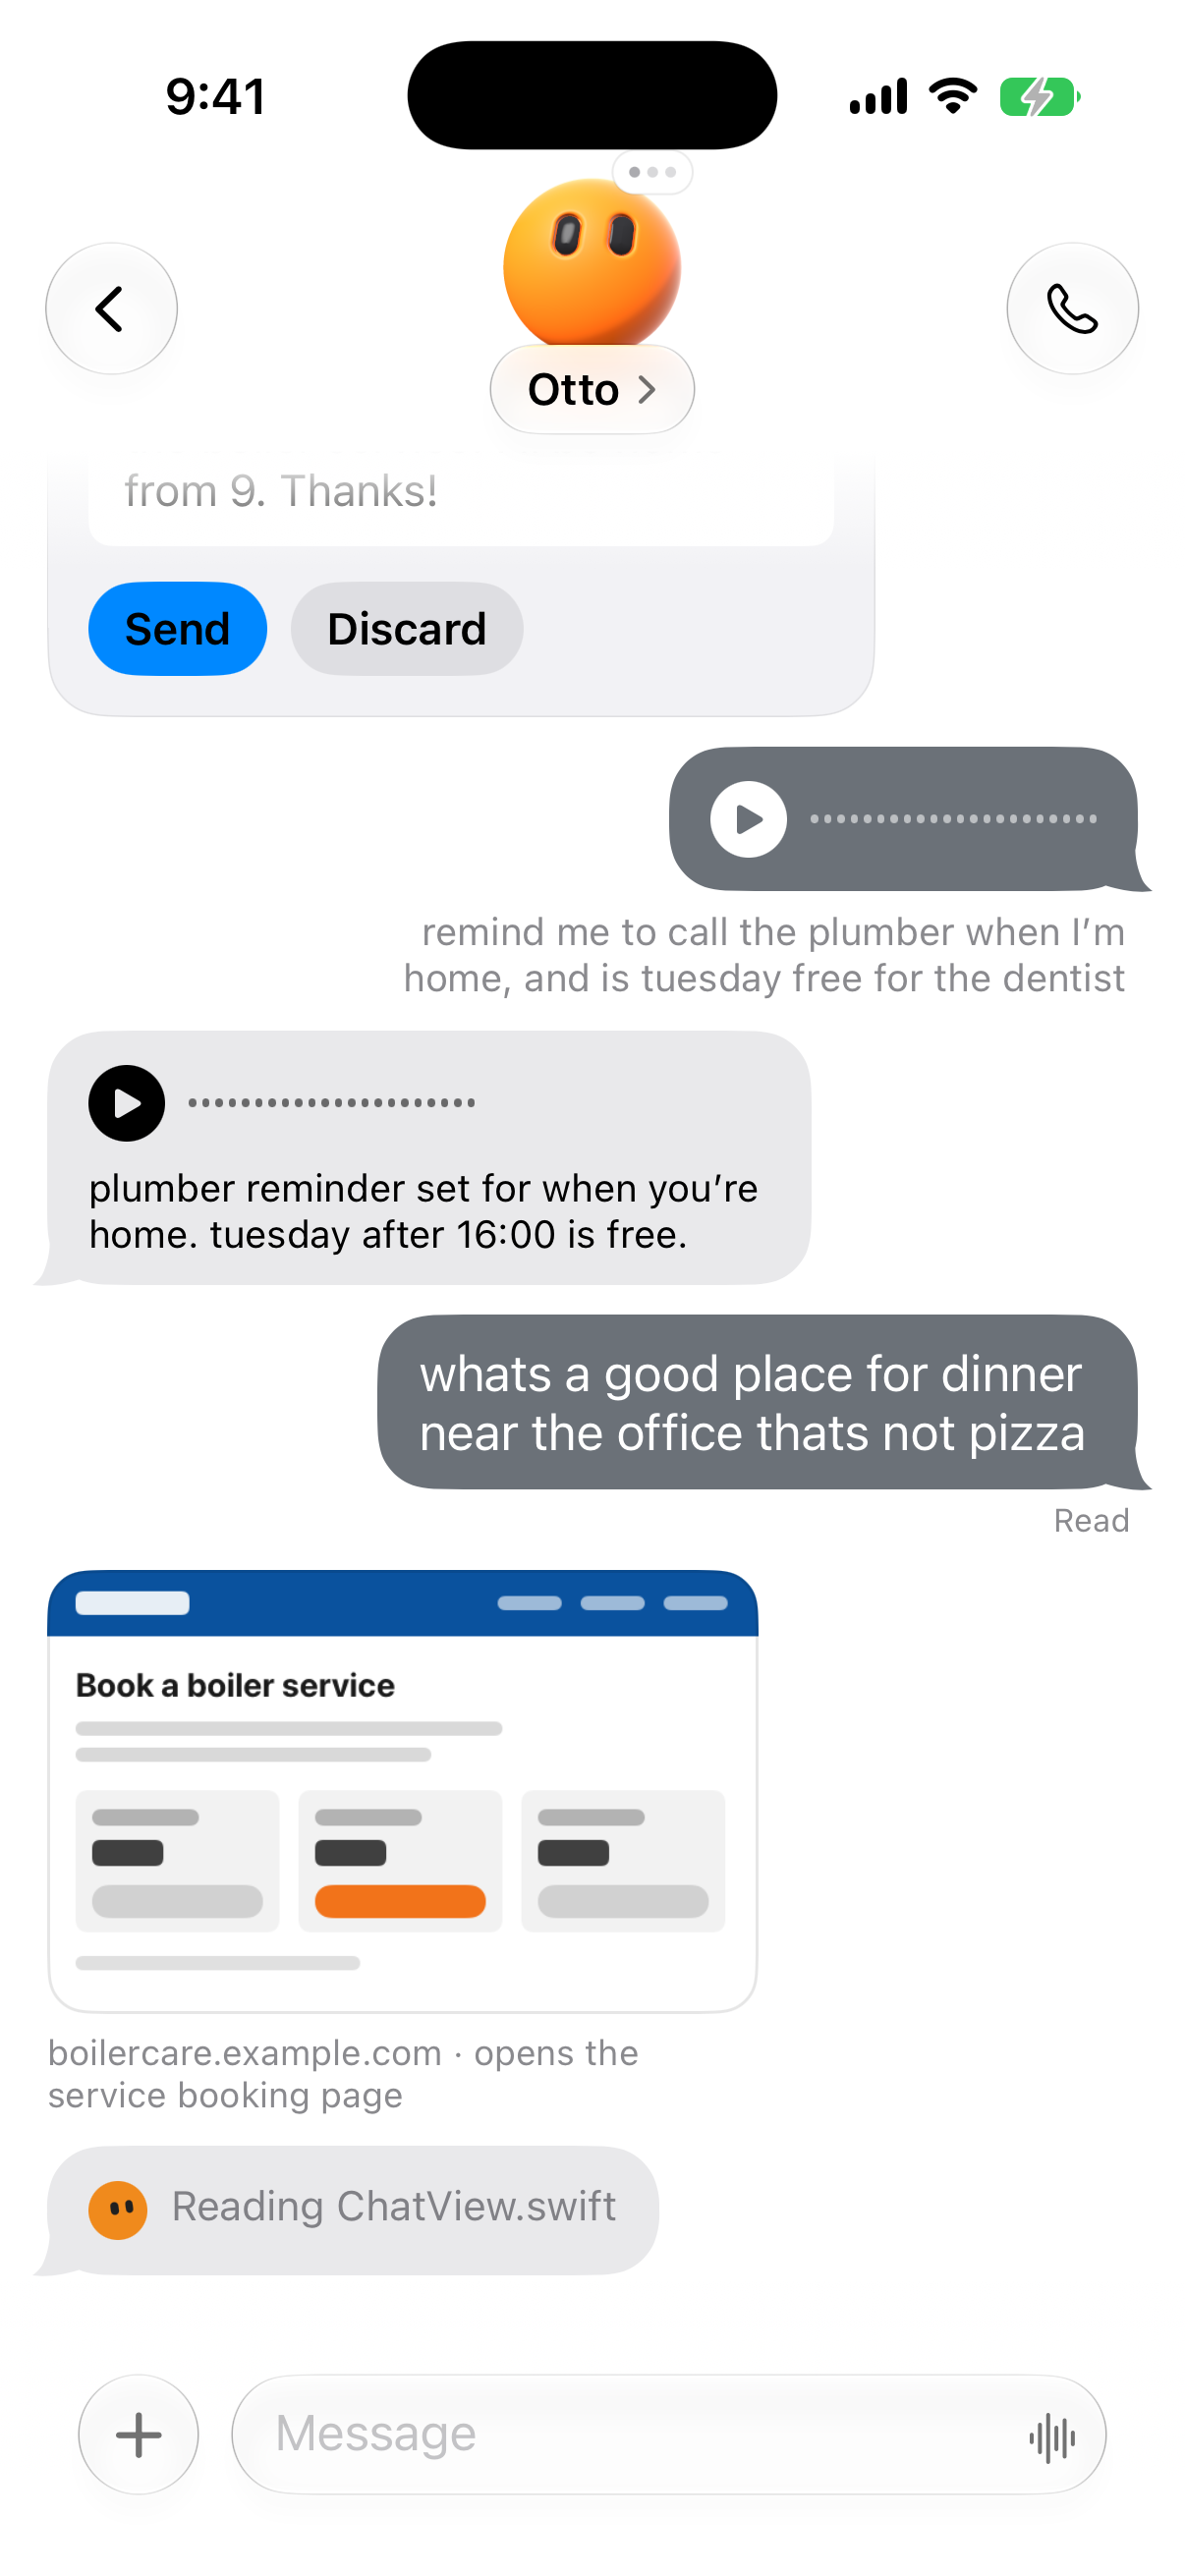 9:41
Otto
from 9. Thanks!
Send
Discard
remind me to call the plumber when I’m
home, and is tuesday free for the dentist
plumber reminder set for when you’re
home. tuesday after 16:00 is free.
whats a good place for dinner
near the office thats not pizza
Read
Book a boiler service
boilercare.example.com · opens the
service booking page
Reading ChatView.swift
Message